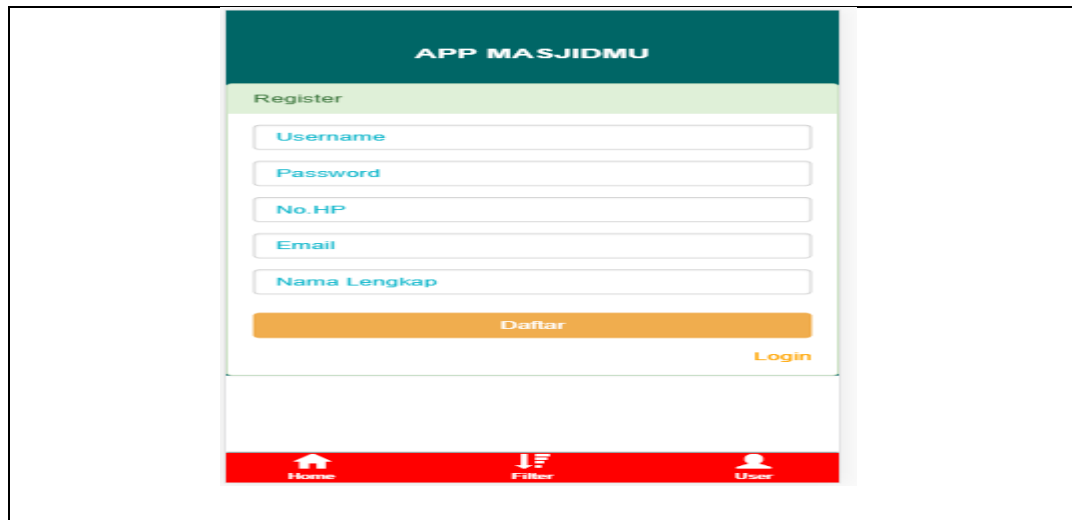 APP MASJIDMU
Register
Username
Password
No.HP
Email
Nama Lengkap
Daftar
Login
Home Filter User